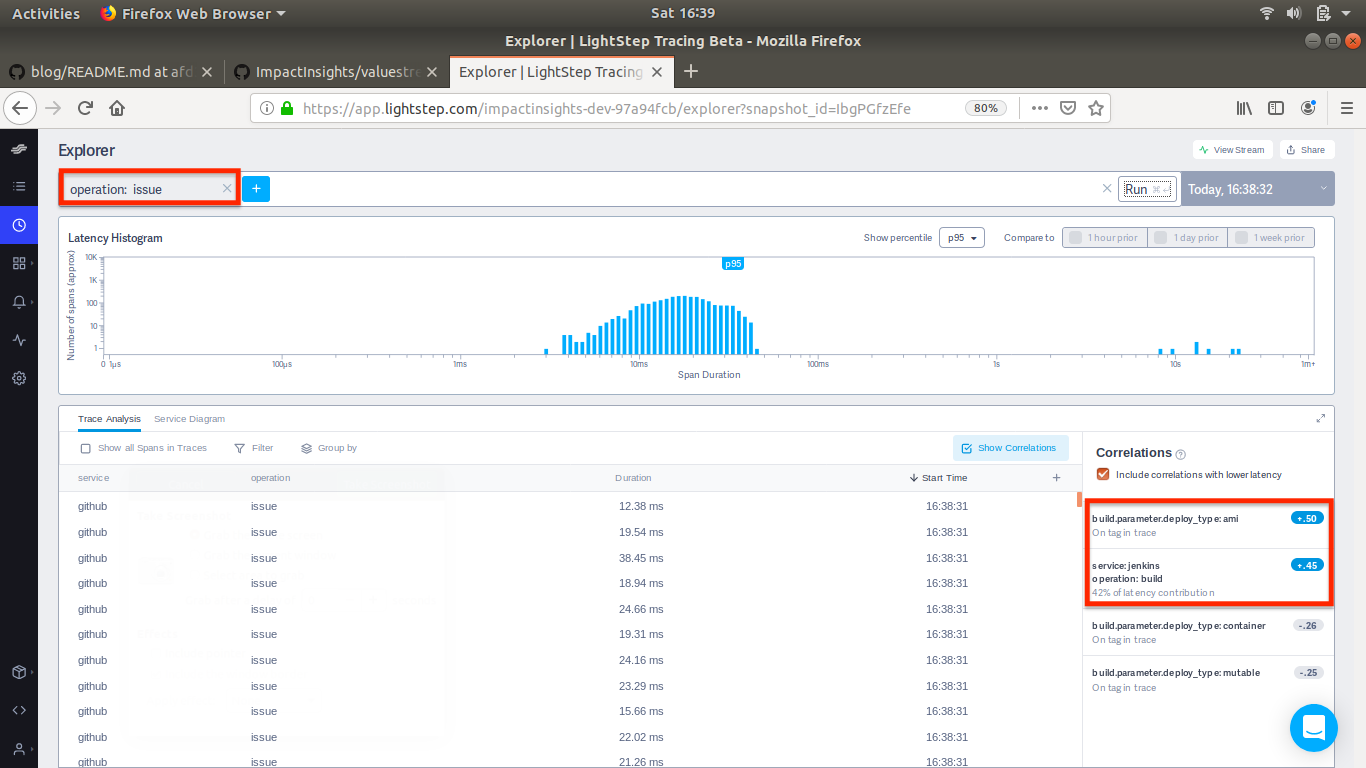 Activities Firefox Web Browser Sat 16:39
Explorer | LightStep Tracing Beta - Mozilla Firefox
blog/README.md at afd ImpactInsights/valuestre Explorer | LightStep Tracing
https://app.lightstep.com/impactinsights-dev-97a94fcb/explorer?snapshot_id=IbgPGfzEfe 80%
Explorer View Stream Share
operation: issue + Run Today, 16:38:32
Latency Histogram Show percentile p95 Compare to 1 hour prior 1 day prior 1 week prior
p95
Number of spans (approx)
10K
1K
100
10
1
0 1µs 100µs 1ms 10ms 100ms 1s 10s 1m+
Span Duration
Trace Analysis Service Diagram
Show all Spans in Traces Filter Group by Show Correlations
service operation Duration Start Time +
github issue 12.38 ms 16:38:31
github issue 19.54 ms 16:38:31
github issue 38.45 ms 16:38:31
github issue 18.94 ms 16:38:31
github issue 24.66 ms 16:38:31
github issue 19.31 ms 16:38:31
github issue 24.16 ms 16:38:31
github issue 23.29 ms 16:38:31
github issue 15.66 ms 16:38:31
github issue 22.02 ms 16:38:31
github issue 21.26 ms 16:38:31
Correlations ?
Include correlations with lower latency
build.parameter.deploy_type: ami +.50
On tag in trace
service: jenkins +.45
operation: build
42% of latency contribution
build.parameter.deploy_type: container -.26
On tag in trace
build.parameter.deploy_type: mutable -.25
On tag in trace